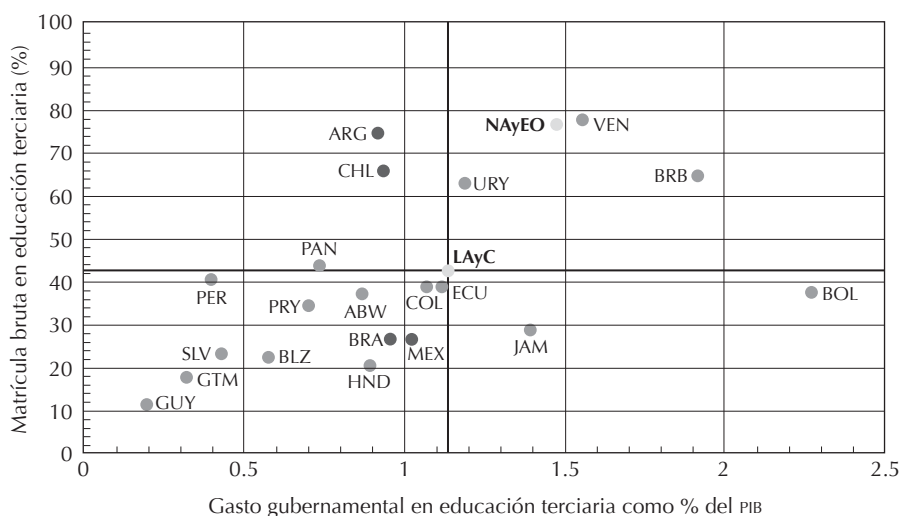 Matrícula bruta en educación terciaria (%)
100
90
80
70
60
50
40
30
20
10
0
ARG
NAyEO
VEN
CHL
URY
BRB
PAN
LAyC
PER
PRY
ABW
COL
ECU
BOL
SLV
BLZ
BRA
MEX
JAM
GTM
HND
GUY
0
0.5
1
1.5
2
2.5
Gasto gubernamental en educación terciaria como % del PIB